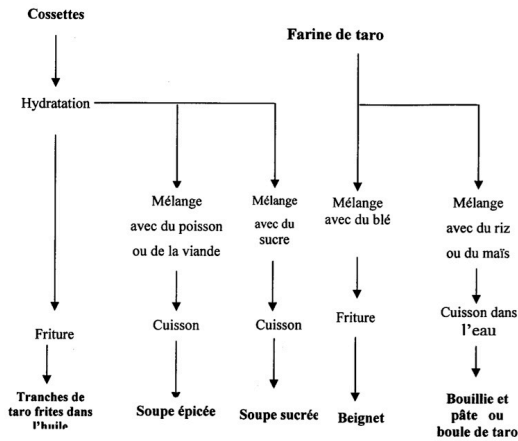 Cossettes
Farine de taro
Hydratation
Mélange
avec du poisson
ou de la viande
Mélange
avec du
sucre
Mélange
avec du blé
Mélange
avec du riz
ou du maïs
Friture
Cuisson
Cuisson
Friture
Cuisson dans
l'eau
Tranches de
taro frites dans
l'huile
Soupe épicée
Soupe sucrée
Beignet
Bouillie et
pâte ou
boule de taro